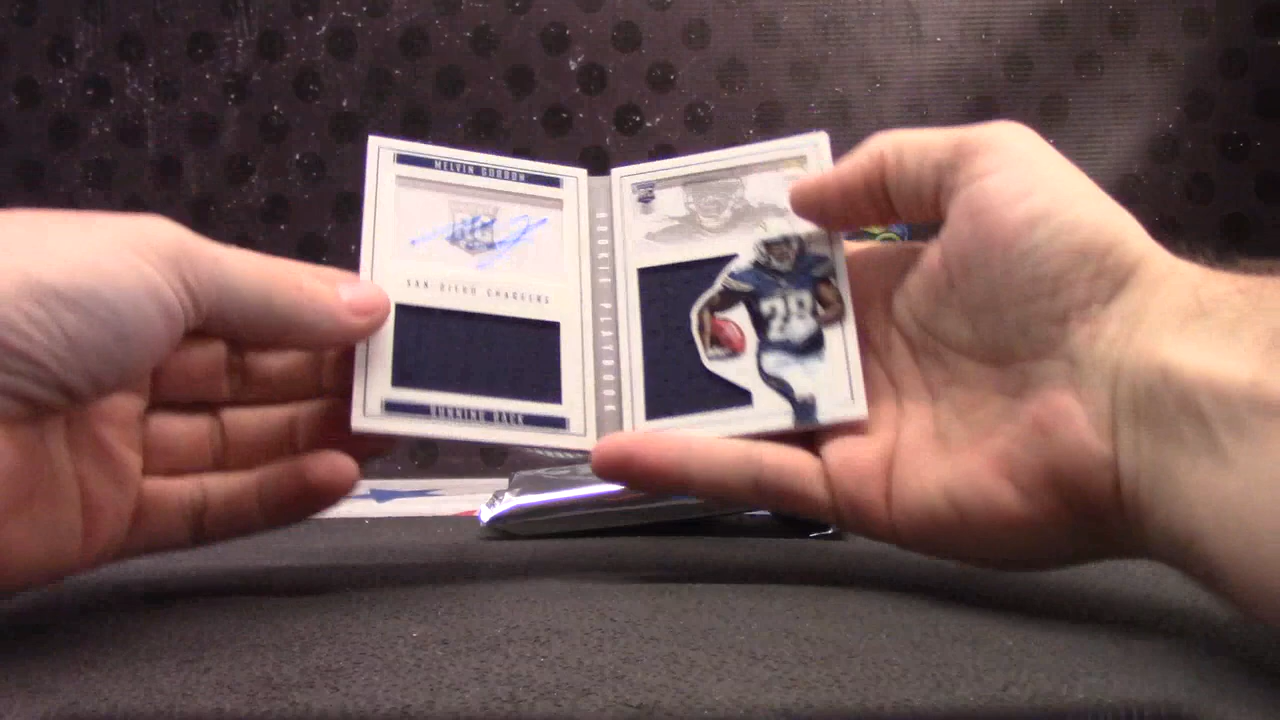 MELVIN GORDON
SAN DIEGO CHARGERS
RUNNING BACK
ROOKIE PLAYBOOK
28